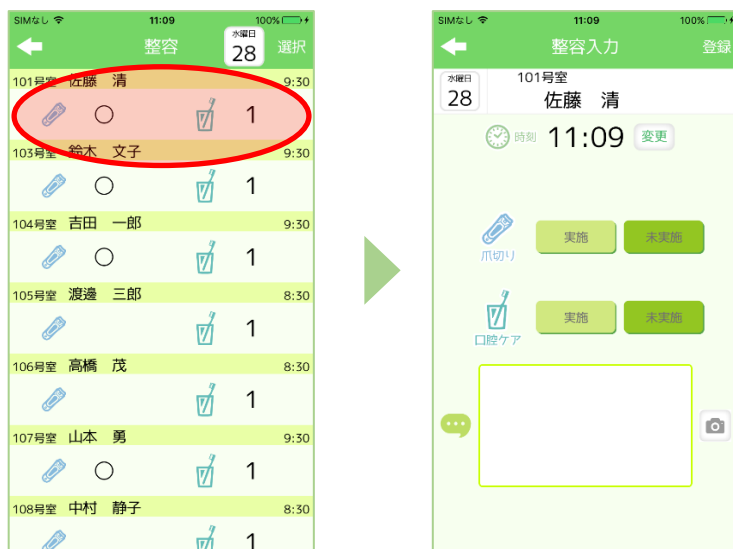 SIMなし 11:09 100%
整容 水曜日 28 選択
101号室 佐藤 清 9:30
○ 1
103号室 鈴木 文子 9:30
○ 1
104号室 吉田 一郎 9:30
○ 1
105号室 渡邊 三郎 8:30
1
106号室 高橋 茂 8:30
1
107号室 山本 勇 9:30
○ 1
108号室 中村 静子 8:30
1
SIMなし 11:09 100%
整容入力 登録
水曜日 28 101号室
佐藤 清
時刻 11:09 変更
爪切り 実施 未実施
口腔ケア 実施 未実施